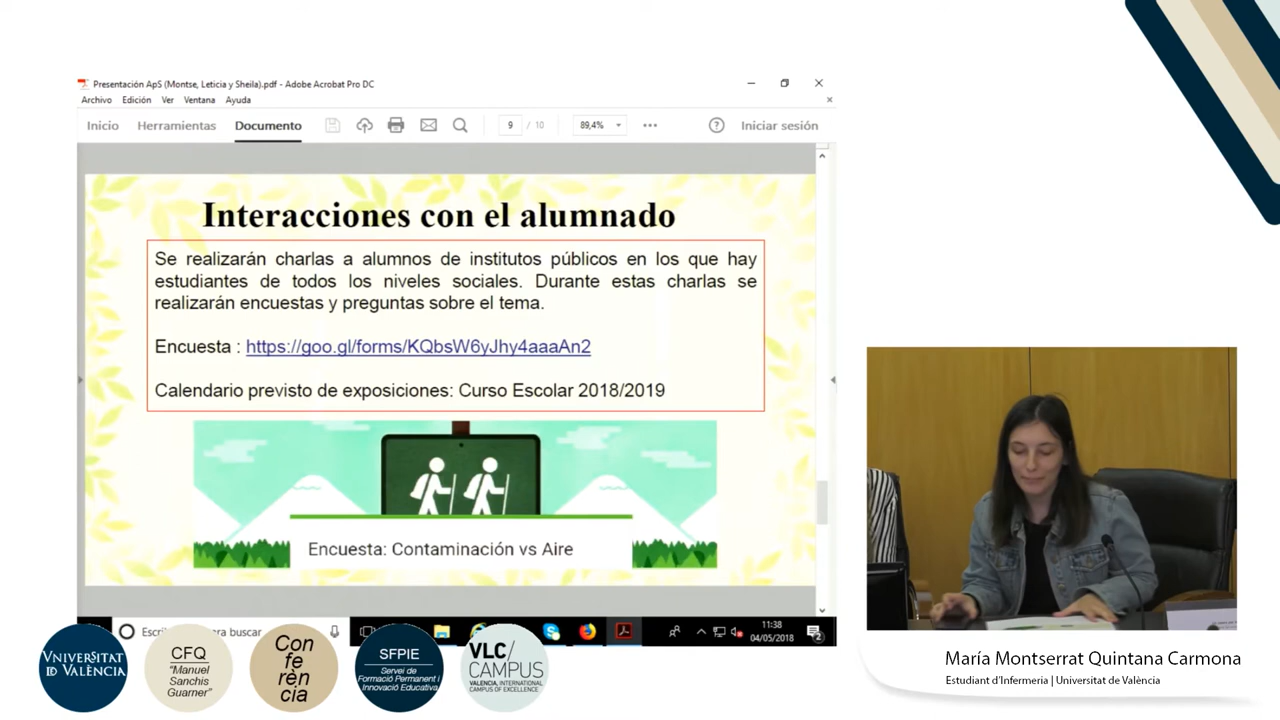 Presentación ApS (Montse, Leticia y Sheila).pdf - Adobe Acrobat Pro DC
Archivo Edición Ver Ventana Ayuda
Inicio Herramientas Documento 9 / 10 89,4% Iniciar sesión
Interacciones con el alumnado
Se realizarán charlas a alumnos de institutos públicos en los que hay
estudiantes de todos los niveles sociales. Durante estas charlas se
realizarán encuestas y preguntas sobre el tema.
Encuesta : https://goo.gl/forms/KQbsW6yJhy4aaaAn2
Calendario previsto de exposiciones: Curso Escolar 2018/2019
Encuesta: Contaminación vs Aire
buscar
11:38
04/05/2018
2
VNIVERSITAT
ID VALÈNCIA
CFQ
"Manuel
Sanchis
Guarner"
Con
fe
rèn
cia
SFPIE
Servei de
Formació Permanent i
Innovació Educativa
VLC/
CAMPUS
VALENCIA, INTERNATIONAL
CAMPUS OF EXCELLENCE
María Montserrat Quintana Carmona
Estudiant d'Infermeria | Universitat de València